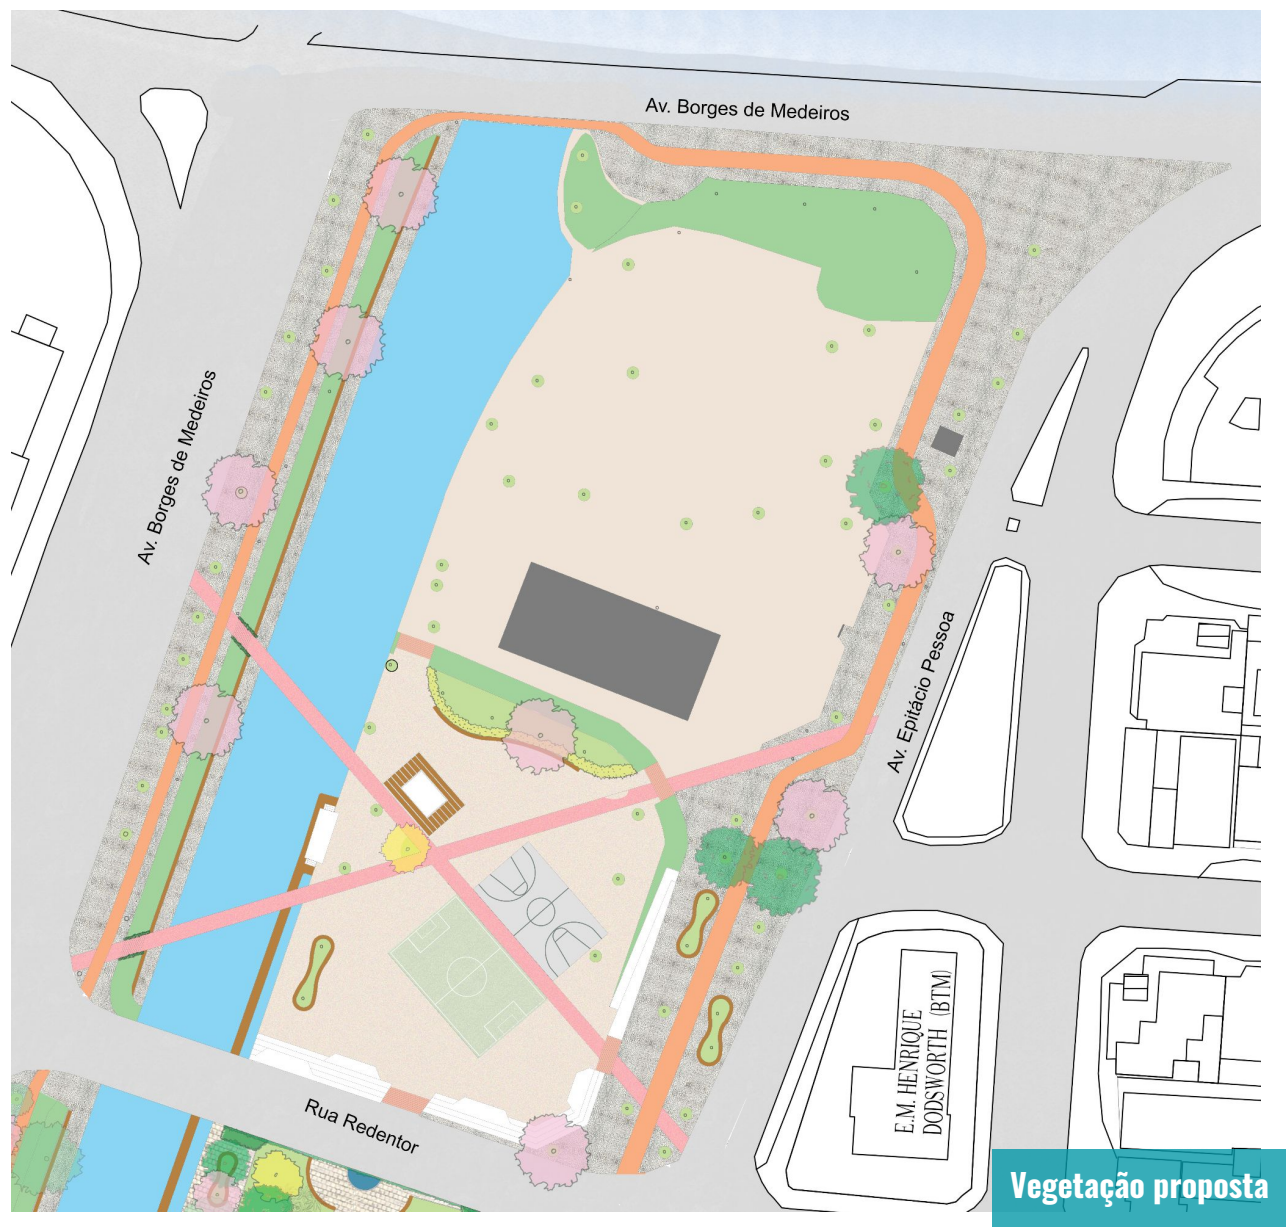 Av. Borges de Medeiros
Av. Borges de Medeiros
Av. Epitácio Pessoa
E.M. HENRIQUE
DODSWORTH (BTM)
Rua Redentor
Vegetação proposta